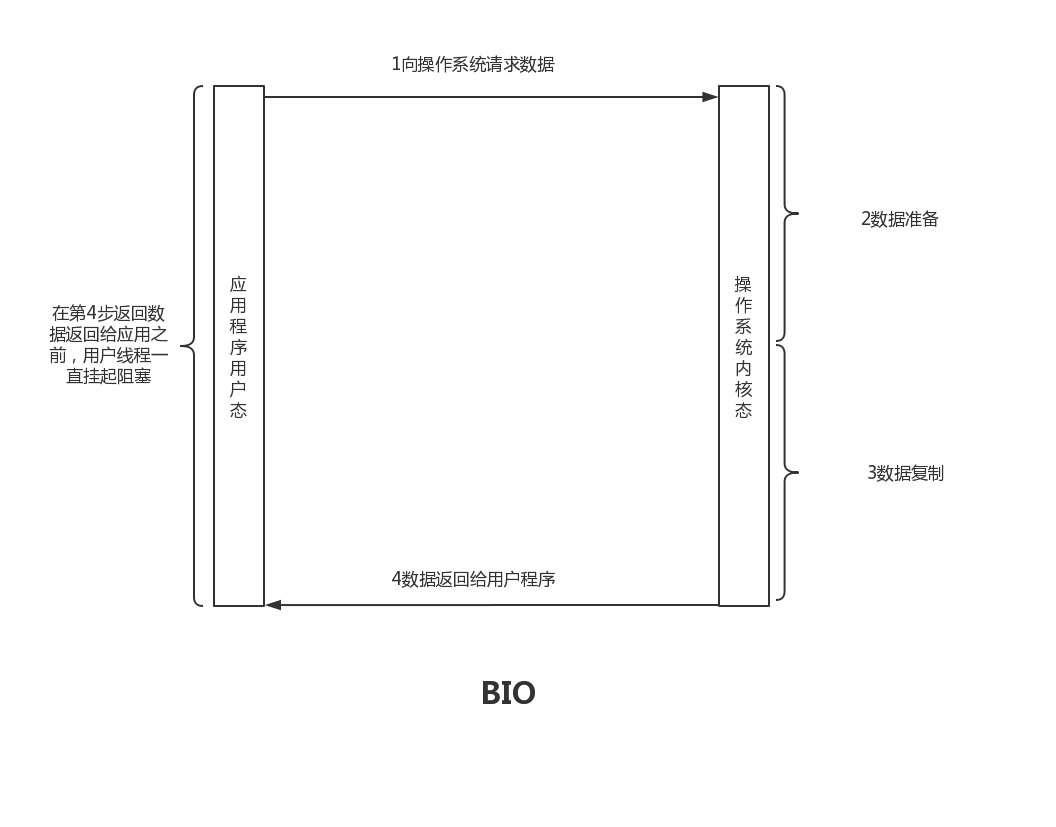 1向操作系统请求数据
2数据准备
应用程序用户态
操作系统内核态
在第4步返回数
据返回给应用之
前，用户线程一
直挂起阻塞
3数据复制
4数据返回给用户程序
BIO